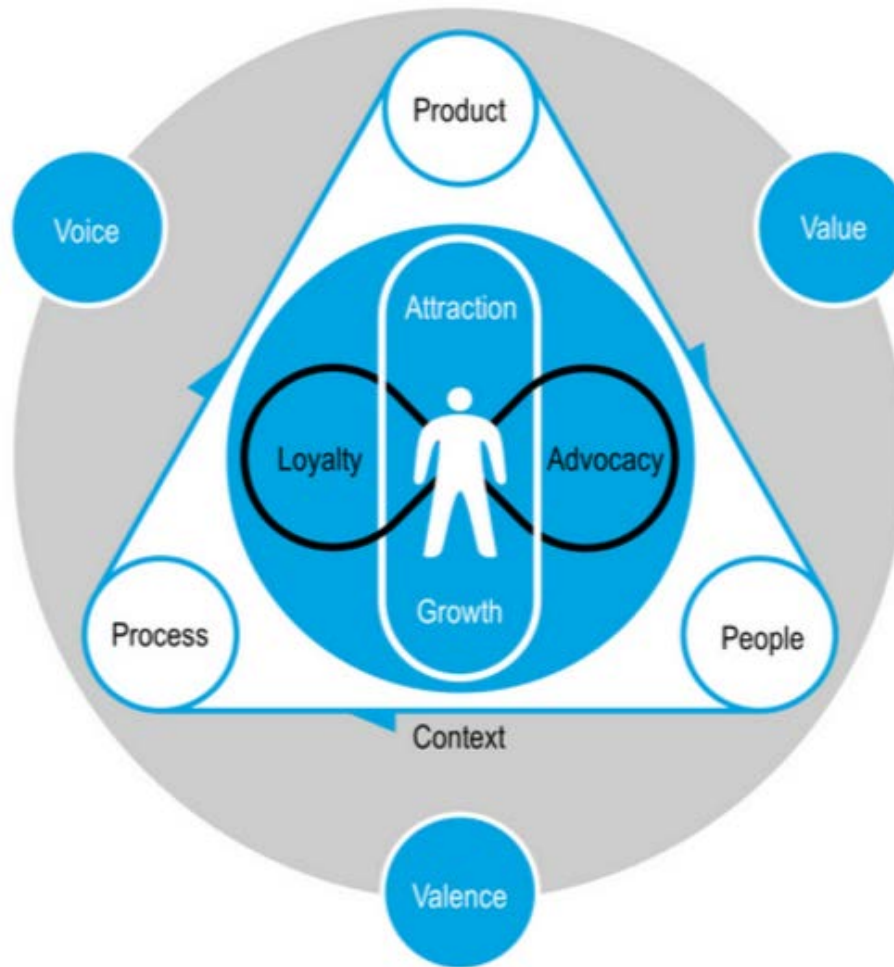 Product
Voice
Value
Attraction
Loyalty
Advocacy
Growth
Process
People
Context
Valence